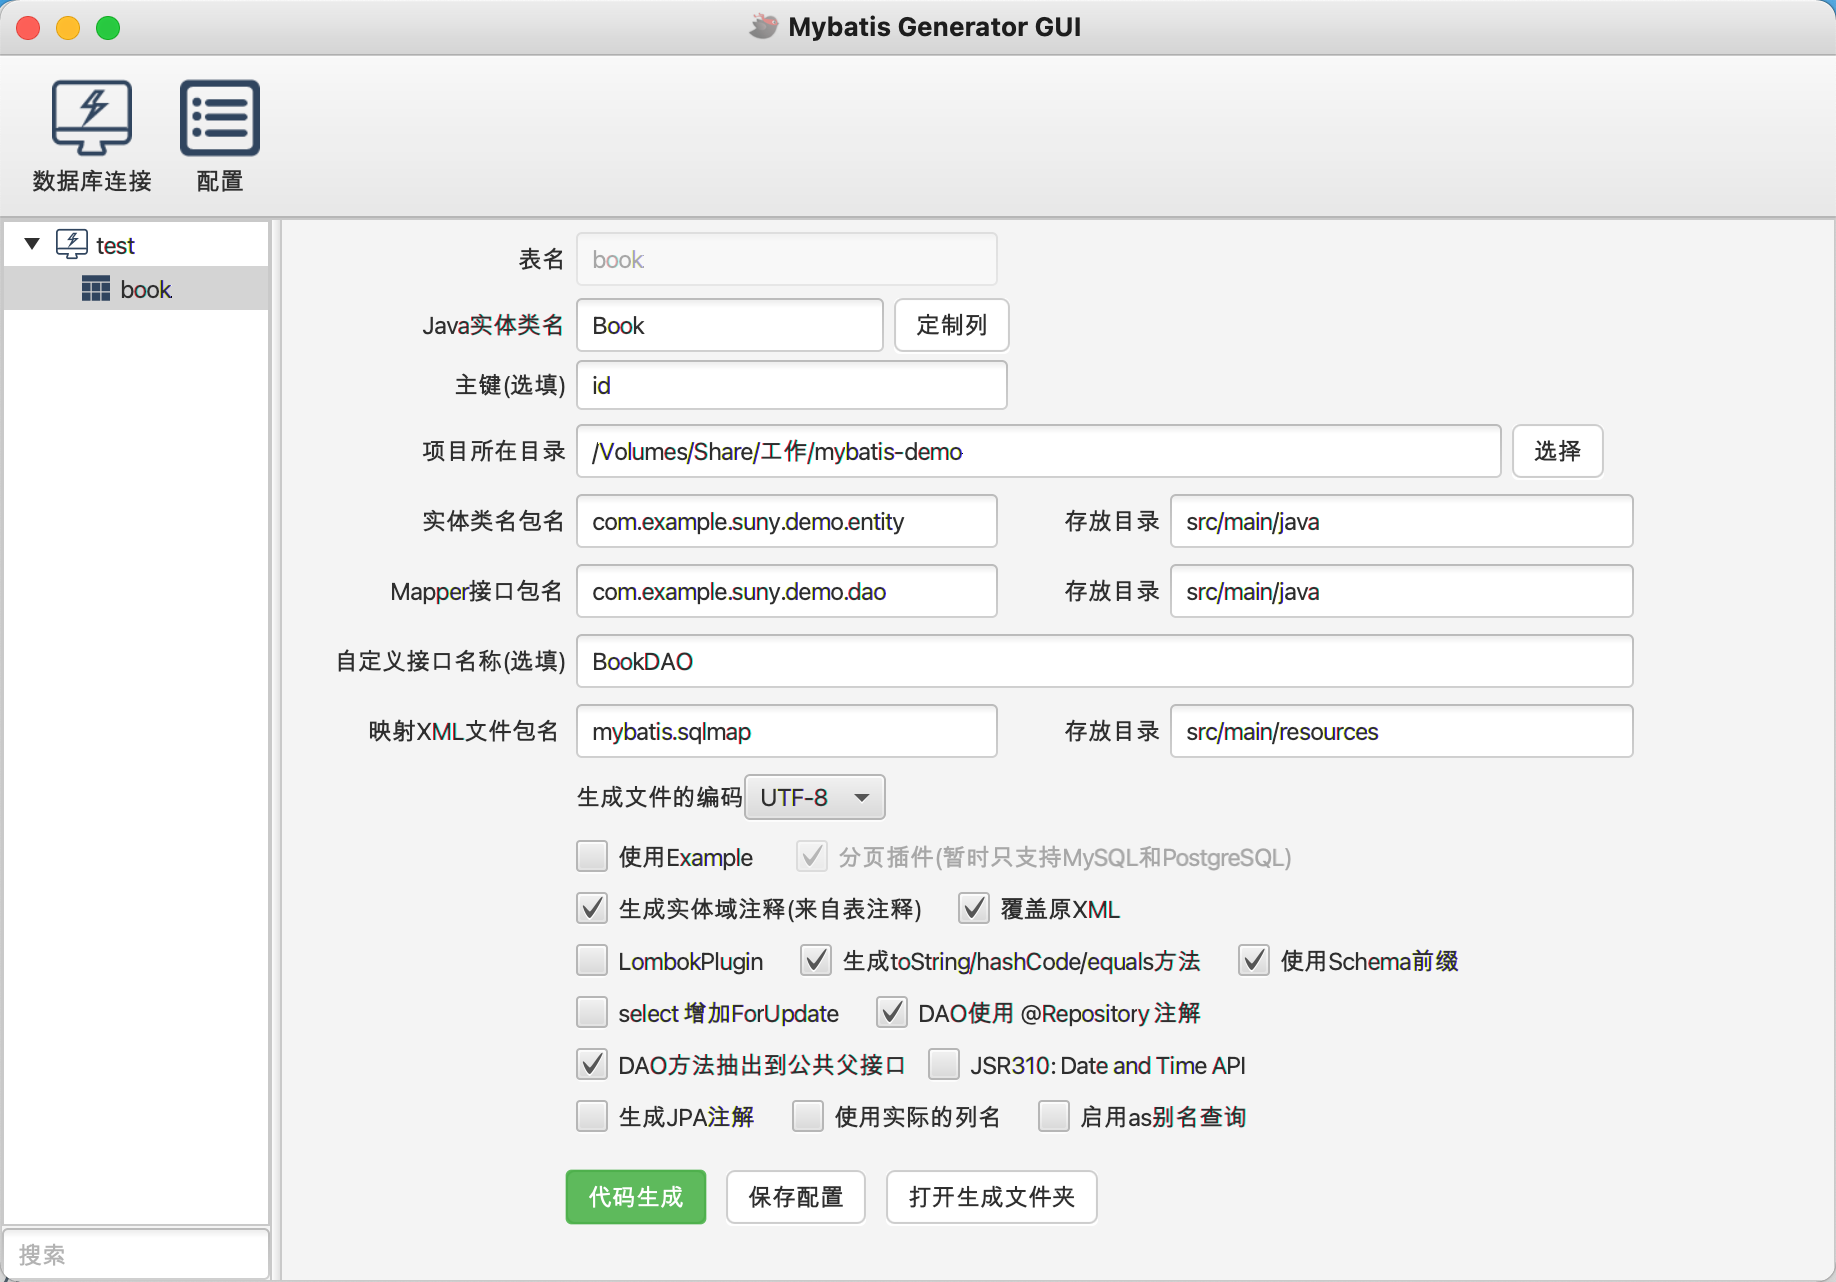 Mybatis Generator GUI
数据库连接 配置
test
book
表名 book
Java实体类名 Book 定制列
主键(选填) id
项目所在目录 /Volumes/Share/工作/mybatis-demo 选择
实体类名包名 com.example.suny.demo.entity 存放目录 src/main/java
Mapper接口包名 com.example.suny.demo.dao 存放目录 src/main/java
自定义接口名称(选填) BookDAO
映射XML文件包名 mybatis.sqlmap 存放目录 src/main/resources
生成文件的编码 UTF-8
使用Example 分页插件(暂时只支持MySQL和PostgreSQL)
生成实体域注释(来自表注释) 覆盖原XML
LombokPlugin 生成toString/hashCode/equals方法 使用Schema前缀
select 增加ForUpdate DAO使用 @Repository 注解
DAO方法抽出到公共父接口 JSR310: Date and Time API
生成JPA注解 使用实际的列名 启用as别名查询
代码生成 保存配置 打开生成文件夹
搜索